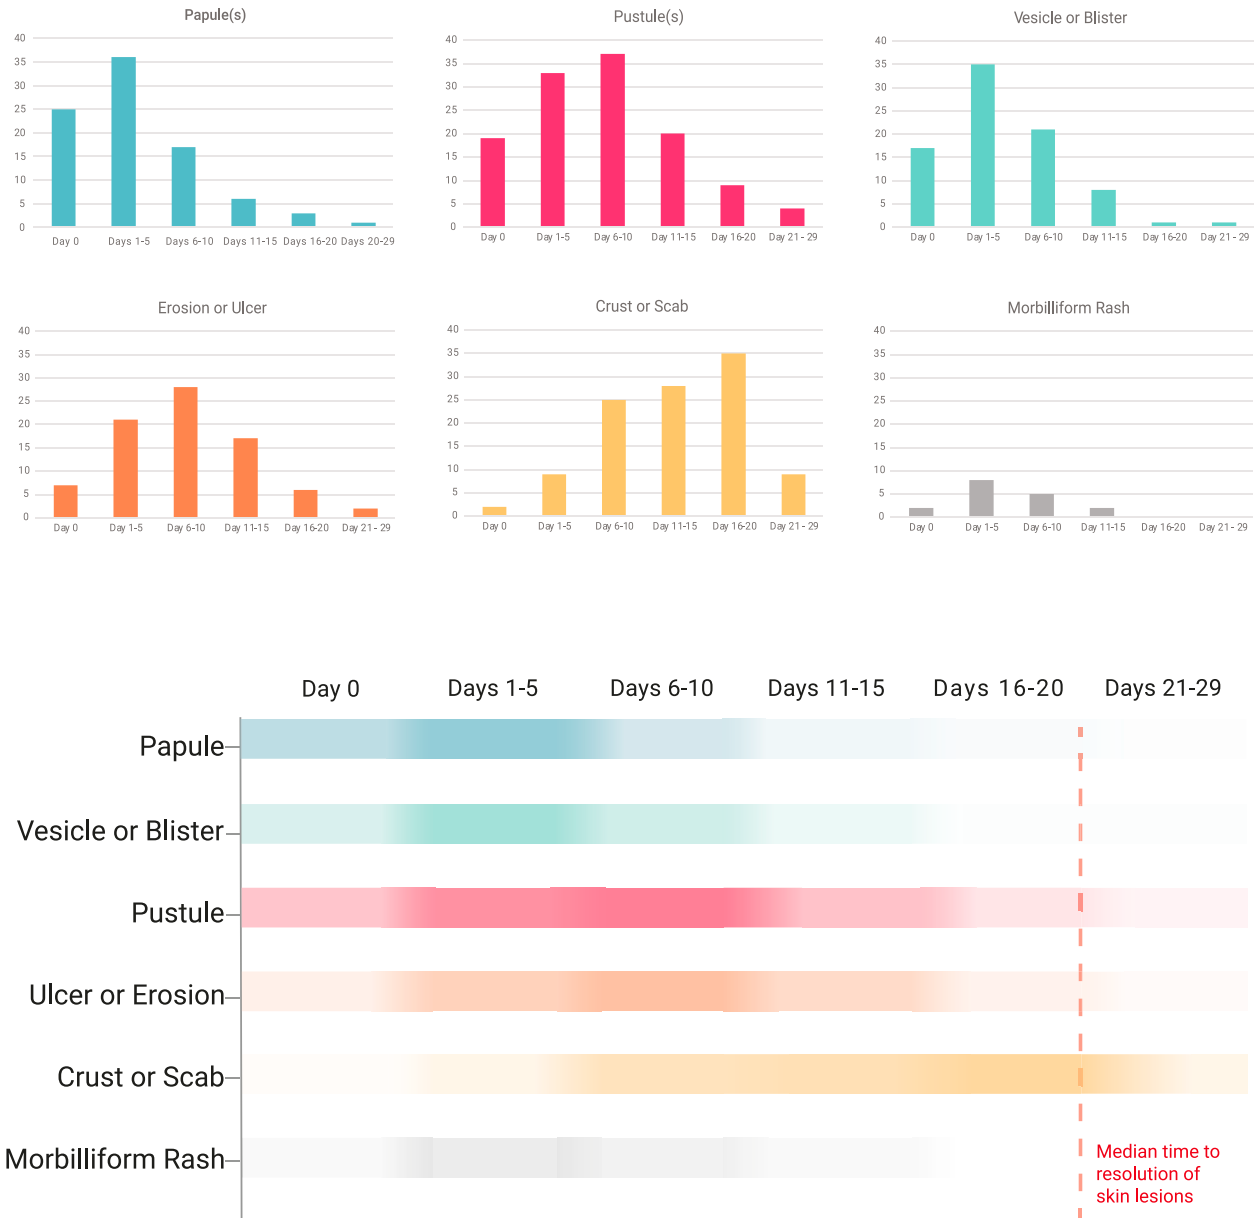 Papule(s)
40
35
30
25
20
15
10
5
0
Day 0 Days 1-5 Days 6-10 Days 11-15 Days 16-20 Days 20-29
Pustule(s)
40
35
30
25
20
15
10
5
0
Day 0 Day 1-5 Day 6-10 Day 11-15 Day 16-20 Day 21 - 29
Vesicle or Blister
40
35
30
25
20
15
10
5
0
Day 0 Day 1-5 Day 6-10 Day 11-15 Day 16-20 Day 21 - 29
Erosion or Ulcer
40
35
30
25
20
15
10
5
0
Day 0 Day 1-5 Day 6-10 Day 11-15 Day 16-20 Day 21 - 29
Crust or Scab
40
35
30
25
20
15
10
5
0
Day 0 Day 1-5 Day 6-10 Day 11-15 Day 16-20 Day 21 - 29
Morbilliform Rash
40
35
30
25
20
15
10
5
0
Day 0 Day 1-5 Day 6-10 Day 11-15 Day 16-20 Day 21 - 29
Day 0 Days 1-5 Days 6-10 Days 11-15 Days 16-20 Days 21-29
Papule
Vesicle or Blister
Pustule
Ulcer or Erosion
Crust or Scab
Morbilliform Rash
Median time to
resolution of
skin lesions